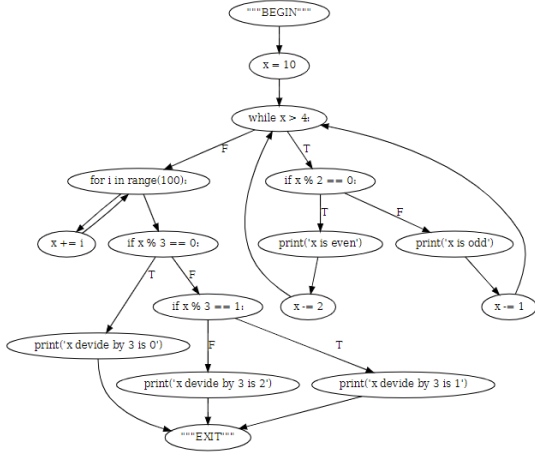 """BEGIN"""
x = 10
while x > 4:
F
T
for i in range(100):
if x % 2 == 0:
T
F
x += i
if x % 3 == 0:
print('x is even')
print('x is odd')
T
F
if x % 3 == 1:
x -= 2
x -= 1
print('x devide by 3 is 0')
F
T
print('x devide by 3 is 2')
print('x devide by 3 is 1')
"""EXIT"""